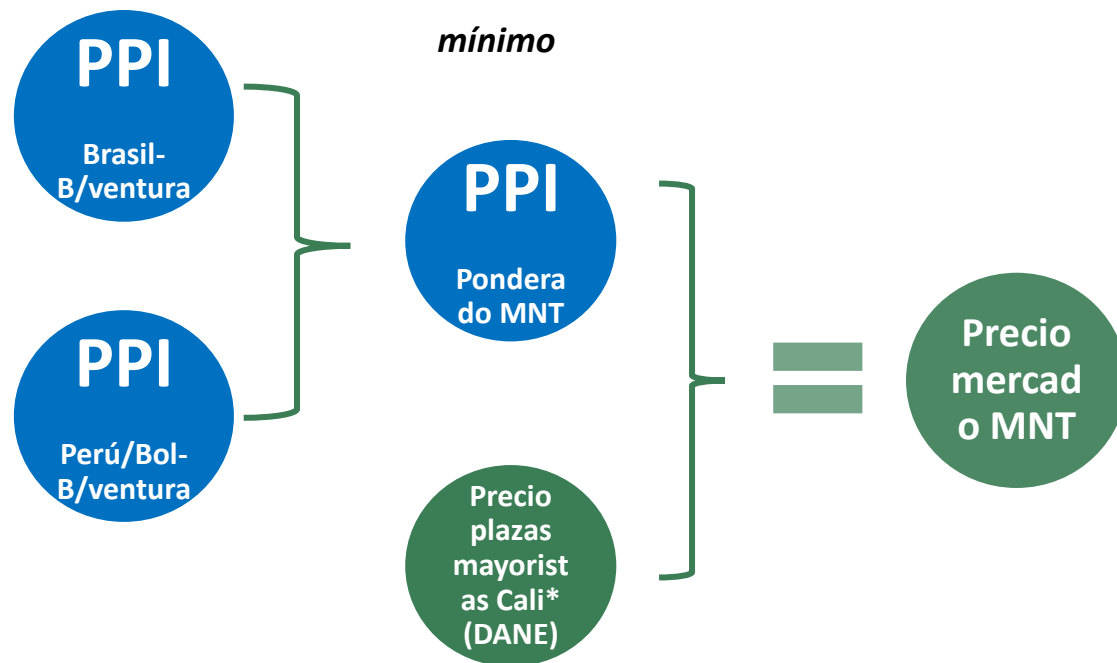 PPI
Brasil-
B/ventura
PPI
Perú/Bol-
B/ventura
mínimo
PPI
Pondera
do MNT
Precio
plazas
mayorist
as Cali*
(DANE)
Precio
mercad
o MNT